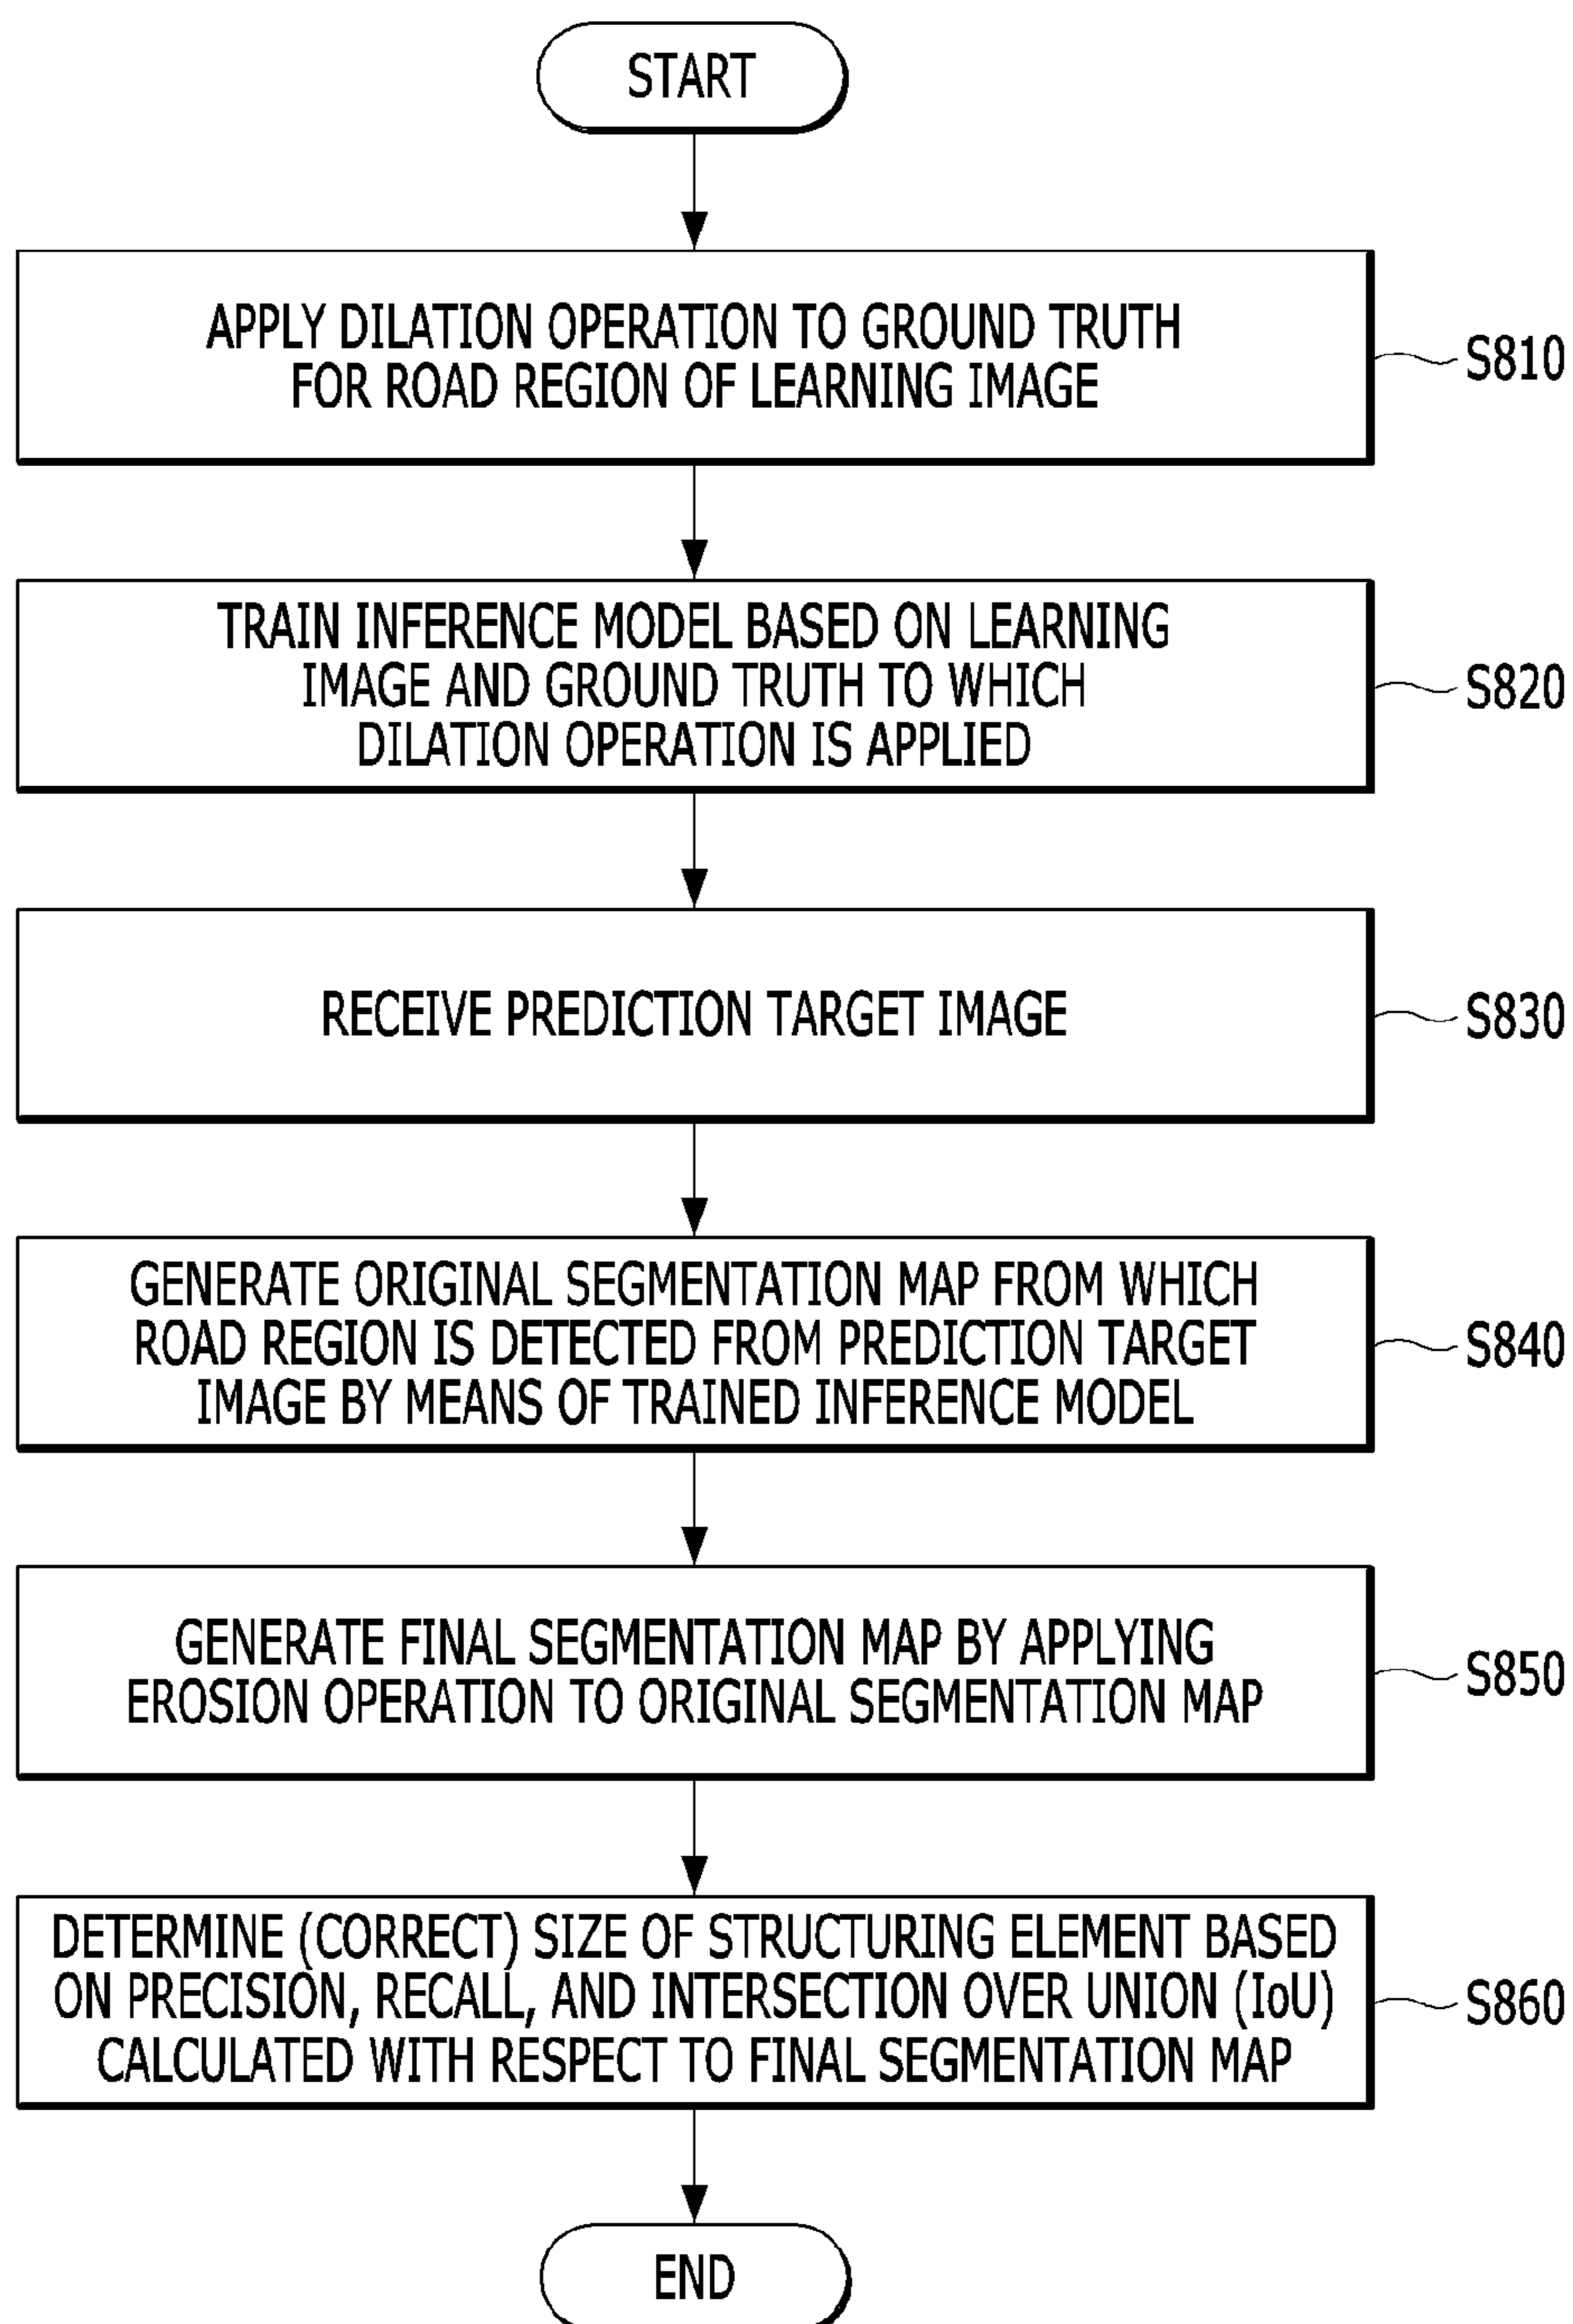 START
APPLY DILATION OPERATION TO GROUND TRUTH
FOR ROAD REGION OF LEARNING IMAGE
S810
TRAIN INFERENCE MODEL BASED ON LEARNING
IMAGE AND GROUND TRUTH TO WHICH
DILATION OPERATION IS APPLIED
S820
RECEIVE PREDICTION TARGET IMAGE
S830
GENERATE ORIGINAL SEGMENTATION MAP FROM WHICH
ROAD REGION IS DETECTED FROM PREDICTION TARGET
IMAGE BY MEANS OF TRAINED INFERENCE MODEL
S840
GENERATE FINAL SEGMENTATION MAP BY APPLYING
EROSION OPERATION TO ORIGINAL SEGMENTATION MAP
S850
DETERMINE (CORRECT) SIZE OF STRUCTURING ELEMENT BASED
ON PRECISION, RECALL, AND INTERSECTION OVER UNION (IoU)
CALCULATED WITH RESPECT TO FINAL SEGMENTATION MAP
S860
END